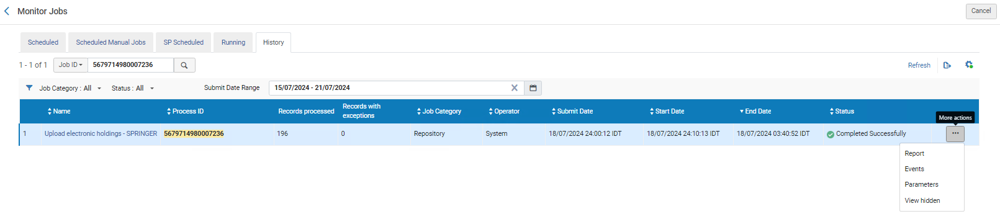 Monitor Jobs
Cancel
Scheduled
Scheduled Manual Jobs
SP Scheduled
Running
History
1 - 1 of 1
Job ID
5679714980007236
Refresh
Job Category : All
Status : All
Submit Date Range
15/07/2024 - 21/07/2024
Name
Process ID
Records processed
Records with
exceptions
Job Category
Operator
Submit Date
Start Date
End Date
Status
More actions
1
Upload electronic holdings - SPRINGER
5679714980007236
196
0
Repository
System
18/07/2024 24:00:12 IDT
18/07/2024 24:10:13 IDT
18/07/2024 03:40:52 IDT
Completed Successfully
Report
Events
Parameters
View hidden